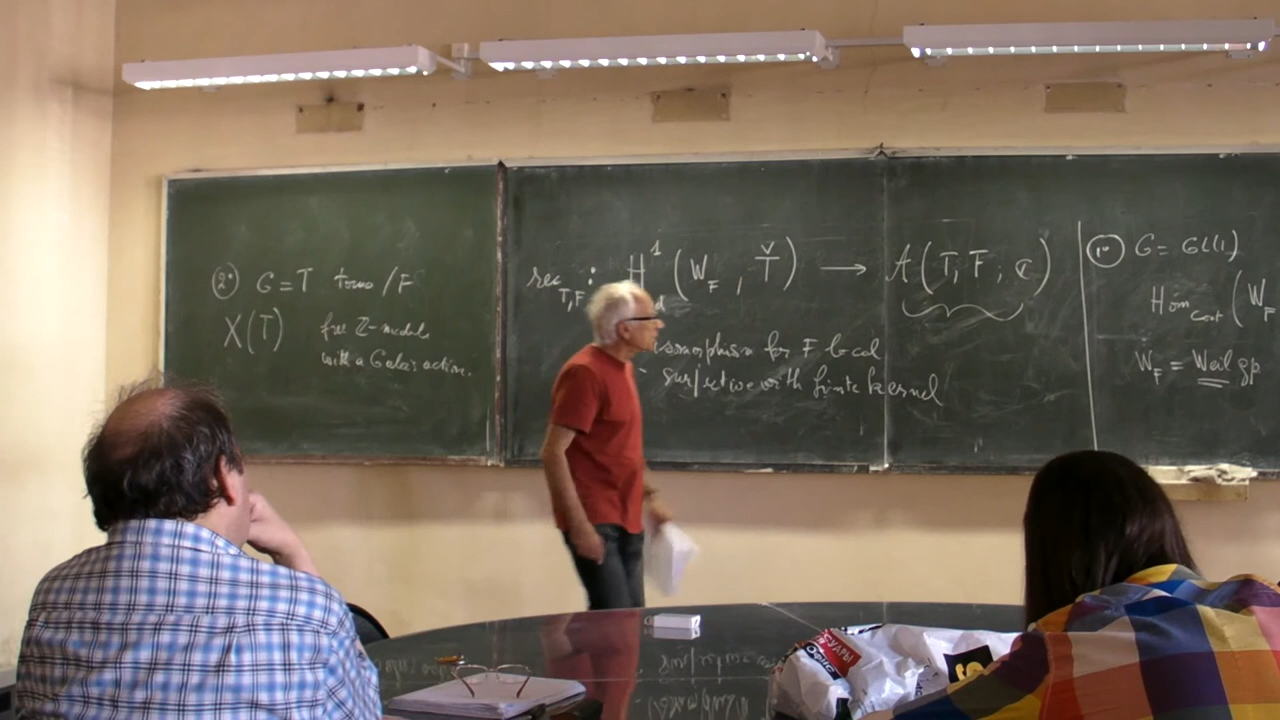 2° G = T torus / F
X(T) free Z-module
with a Galois action.
rec_{T,F} : H^1 (W_F, Ť) → A(T, F; C)
isomorphism for F local
- surjective with finite kernel
1° G = GL(1)
Hom_cont (W_F
W_F = Weil gp